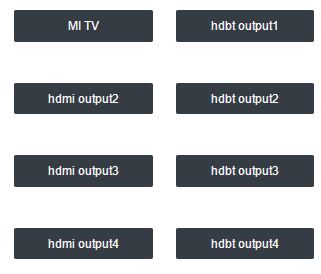 MI TV
hdbt output1
hdmi output2
hdbt output2
hdmi output3
hdbt output3
hdmi output4
hdbt output4